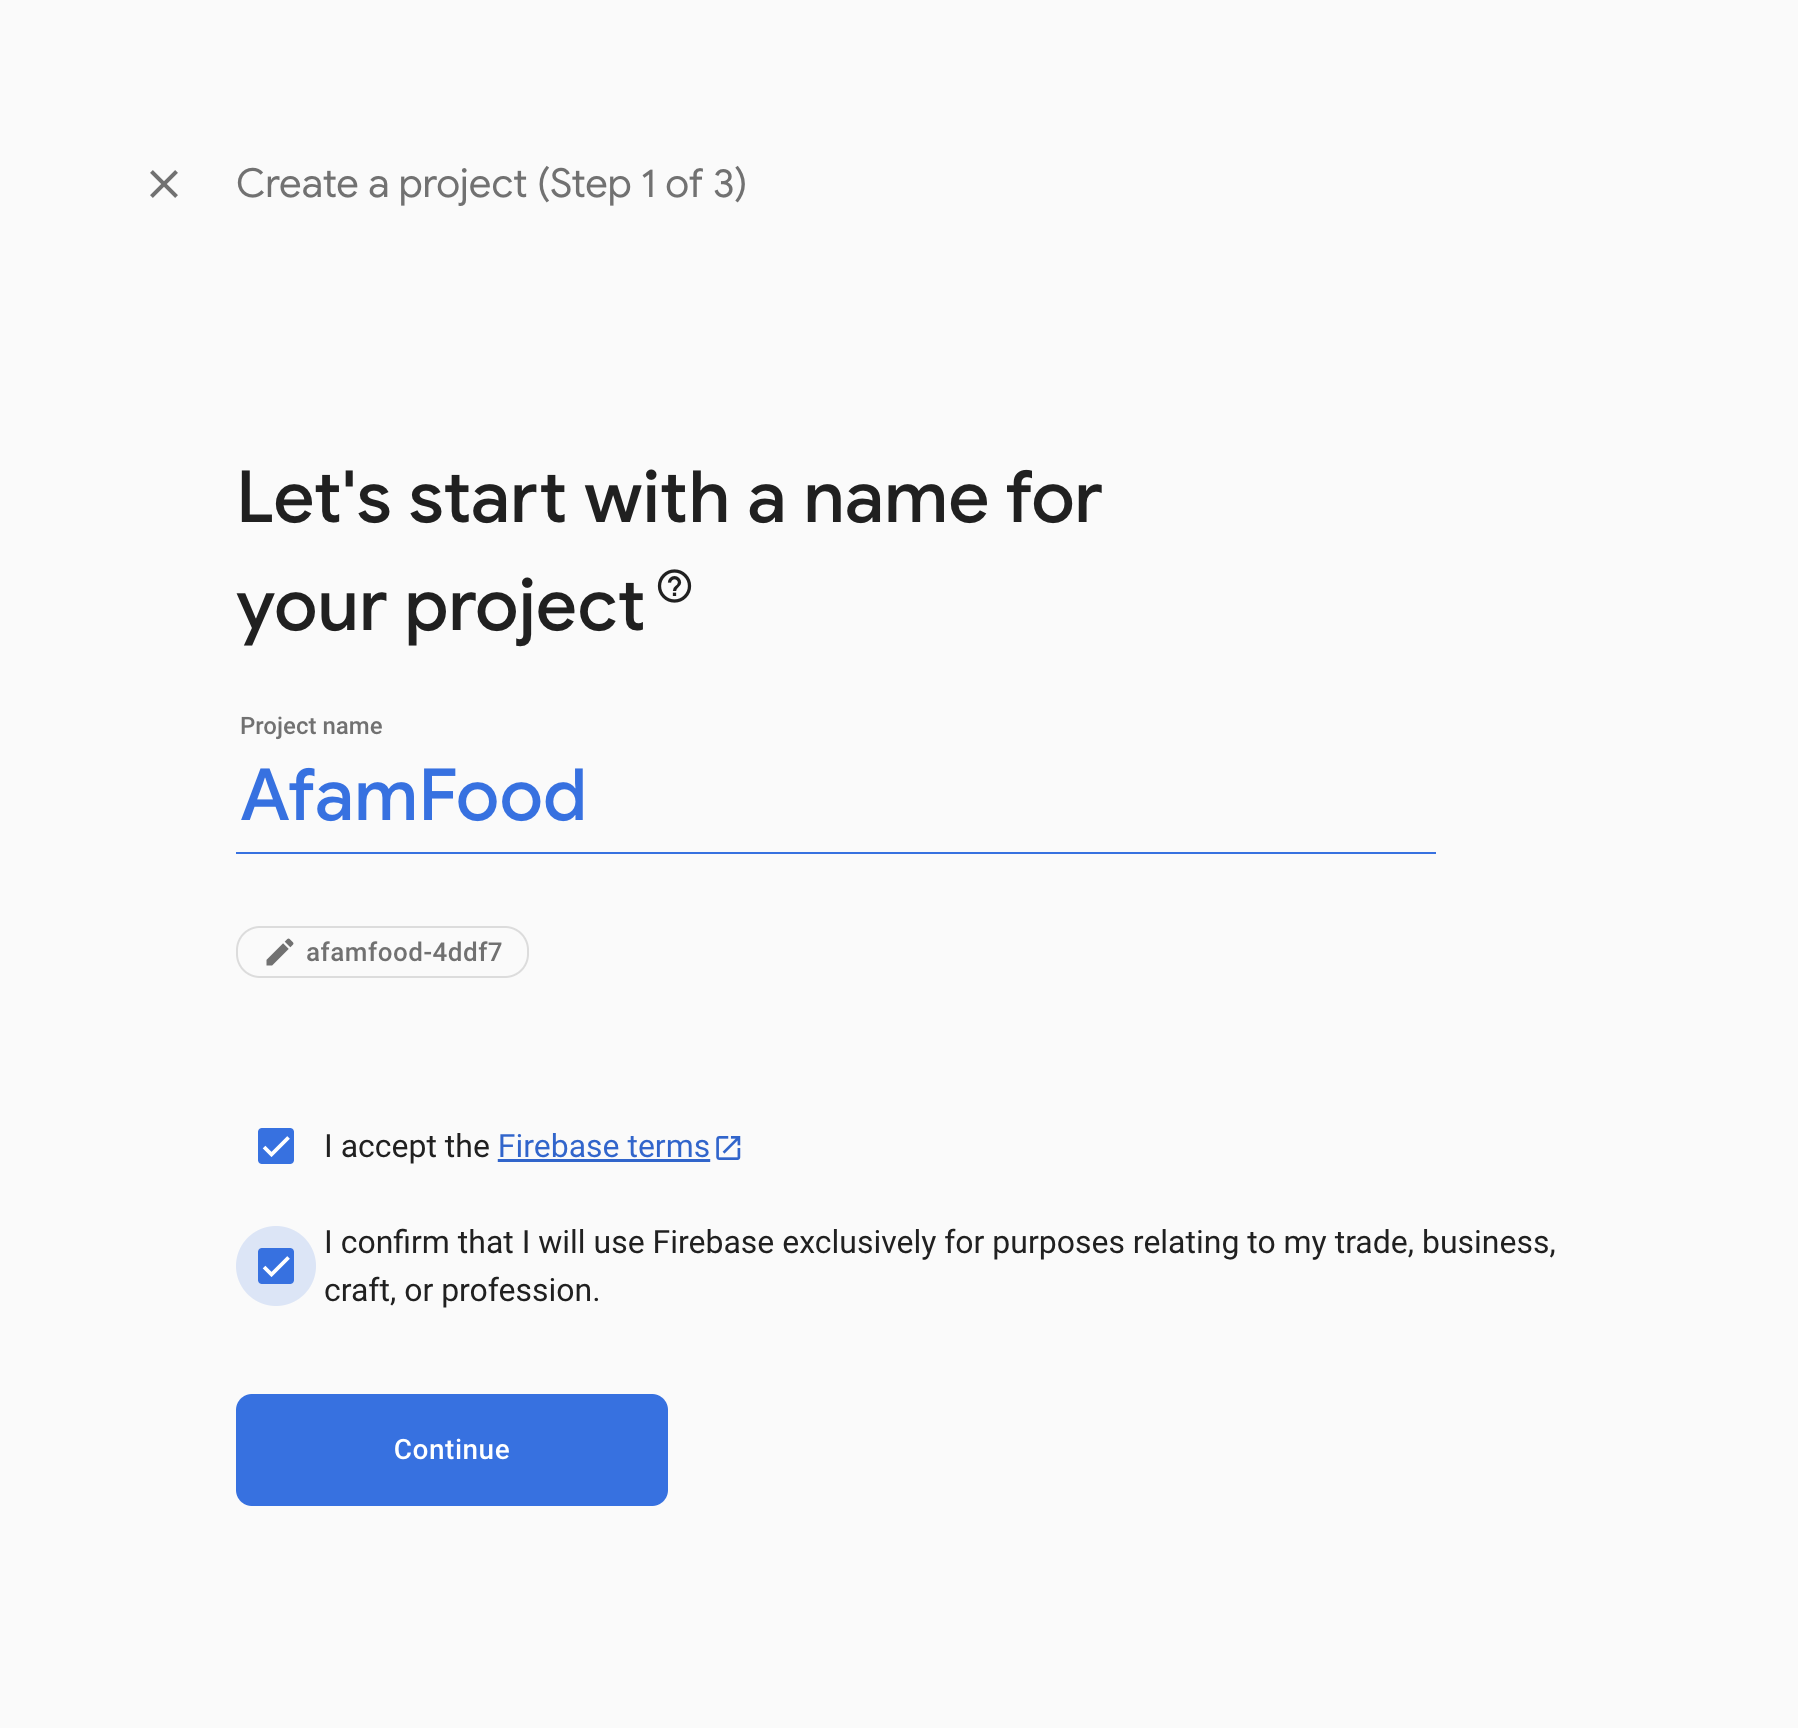 Create a project (Step 1 of 3)
Let's start with a name for
your project
Project name
AfamFood
afamfood-4ddf7
I accept the Firebase terms
I confirm that I will use Firebase exclusively for purposes relating to my trade, business,
craft, or profession.
Continue